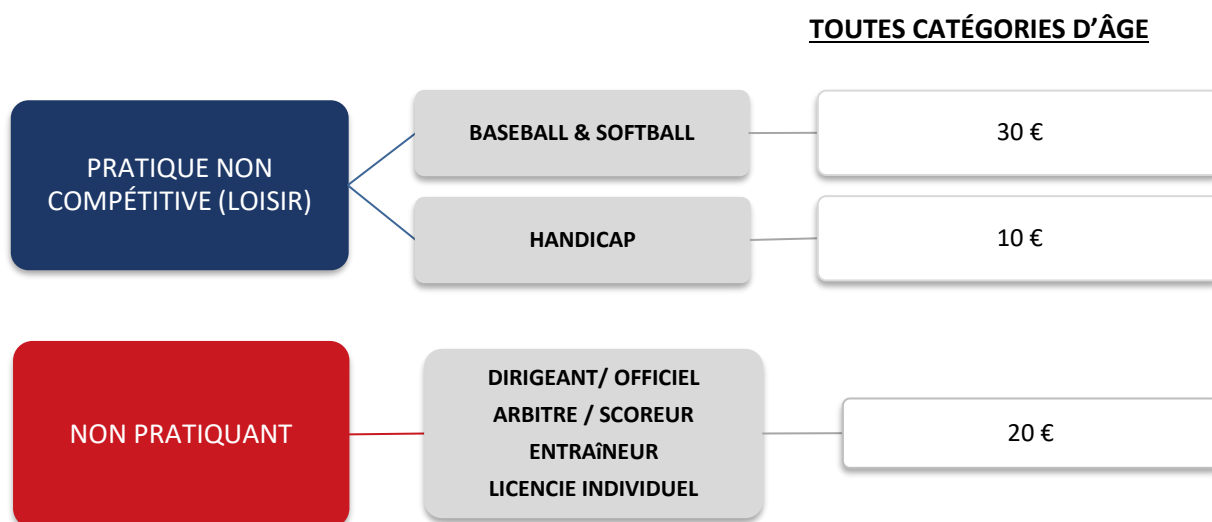 TOUTES CATÉGORIES D’ÂGE
PRATIQUE NON
COMPÉTITIVE (LOISIR)
BASEBALL & SOFTBALL
30 €
HANDICAP
10 €
NON PRATIQUANT
DIRIGEANT/ OFFICIEL
ARBITRE / SCOREUR
ENTRAîNEUR
LICENCIE INDIVIDUEL
20 €